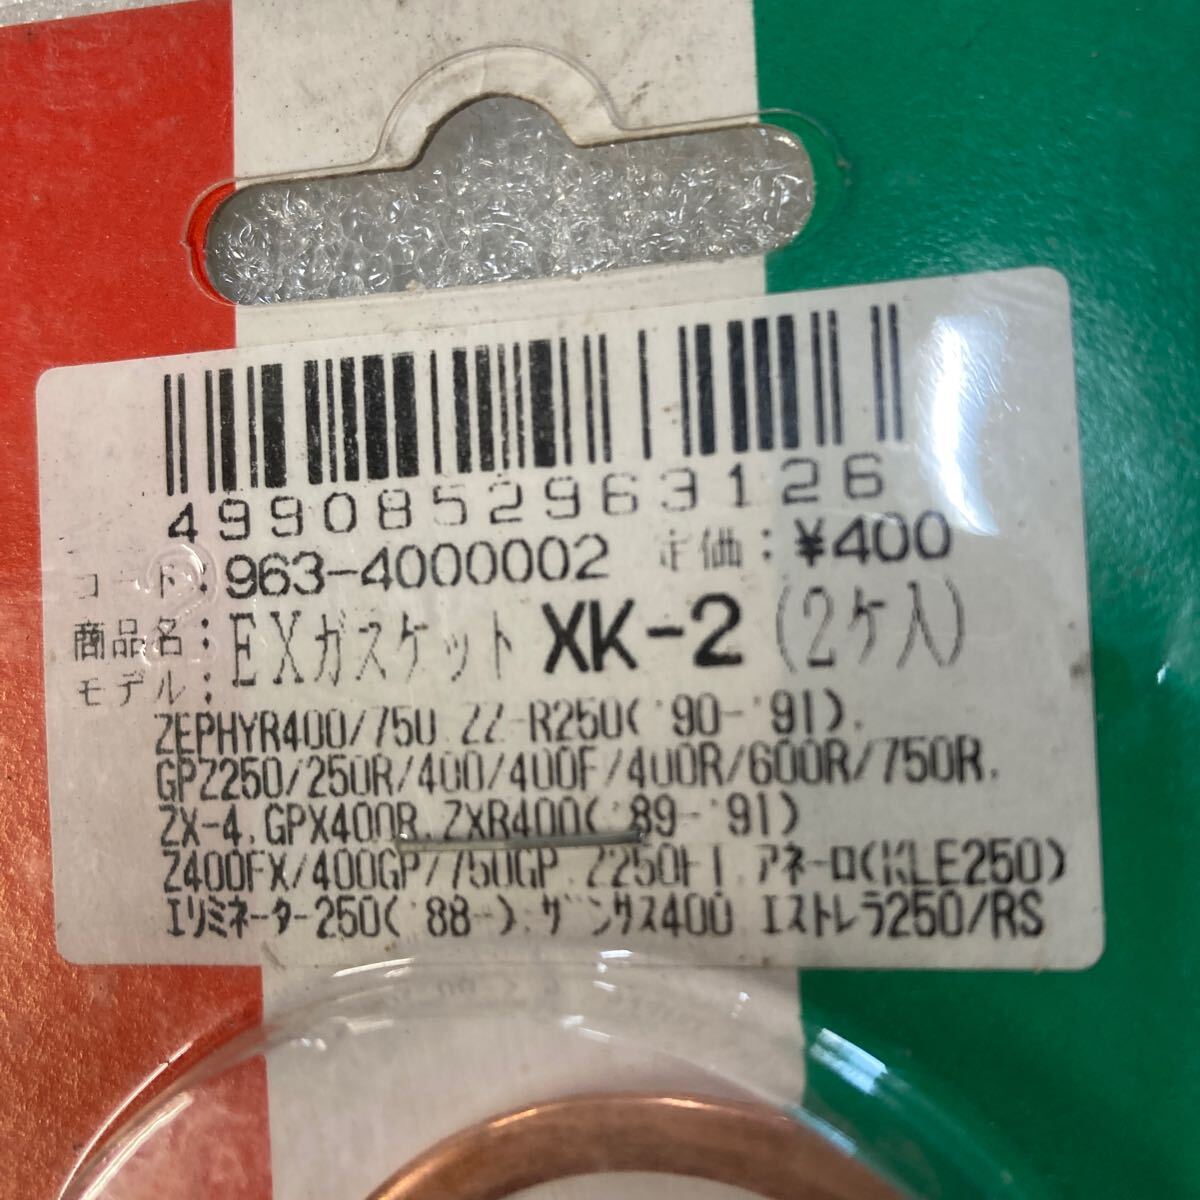 4990852963126
コード：963-4000002 定価：¥400
商品名：EXガスケット XK-2 (2ケ入)
モデル：
ZEPHYR400/750.ZZ-R250('90-'91).
GPZ250/250R/400/400F/400R/600R/750R.
ZX-4.GPX400R.ZXR400('89-'91)
Z400FX/400GP/750GP.Z250FT.アネーロ(KLE250)
エリミネーター250('88-).ザンザス400 エストレラ250/RS